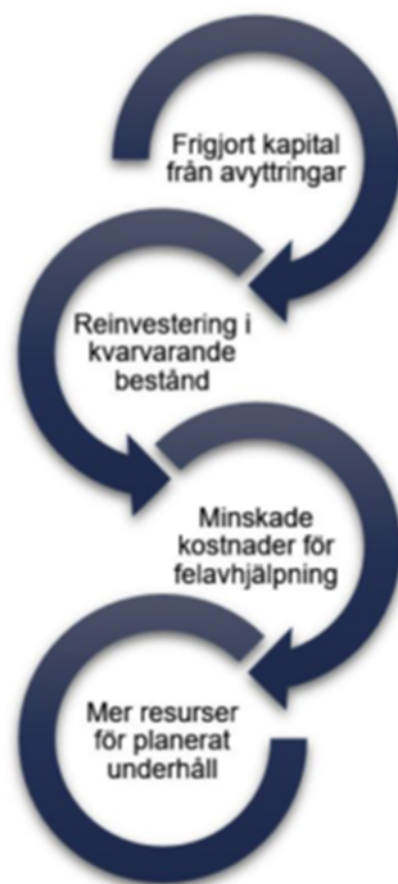 Frigjort kapital
från avyttringar
Reinvestering i
kvarvarande
bestånd
Minskade
kostnader för
felavhjälpning
Mer resurser
för planerat
underhåll